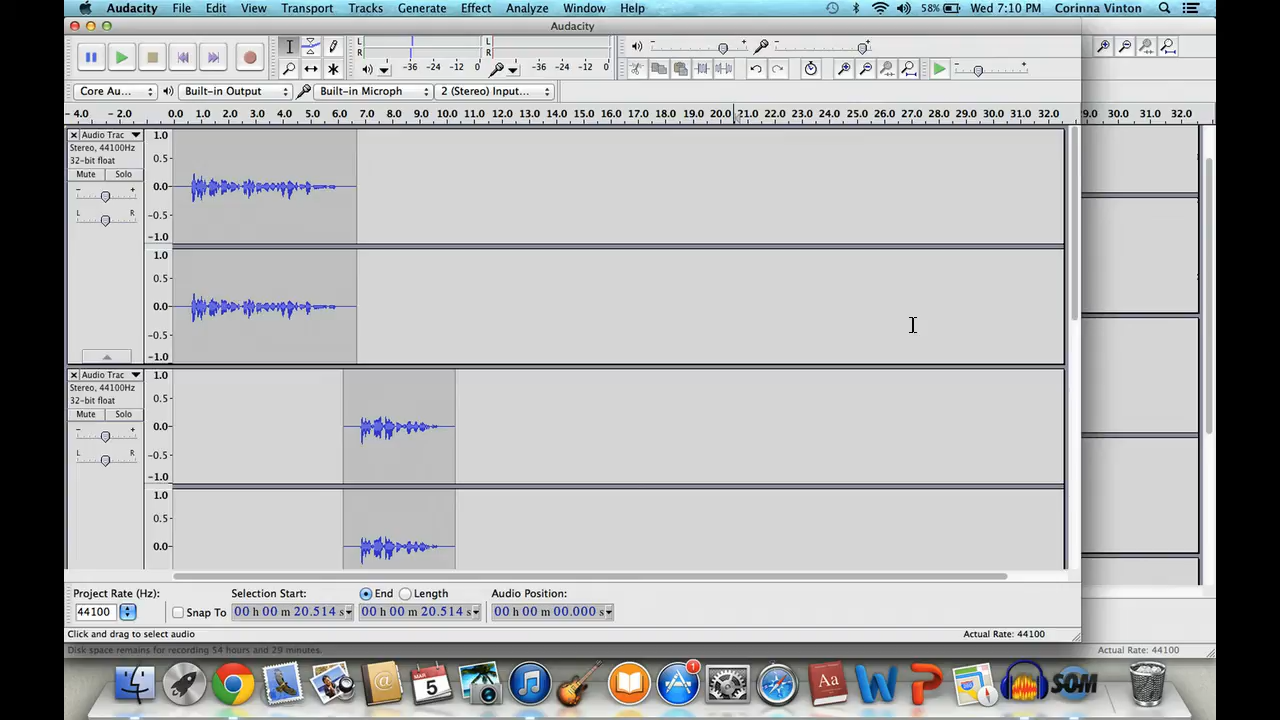 Audacity File Edit View Transport Tracks Generate Effect Analyze Window Help 58% Wed 7:10 PM Corinna Vinton
Audacity
L R -36 -24 -12 0 L R -36 -24 -12 0
Core Au... Built-in Output Built-in Microph 2 (Stereo) Input...
-4.0 -2.0 0.0 1.0 2.0 3.0 4.0 5.0 6.0 7.0 8.0 9.0 10.0 11.0 12.0 13.0 14.0 15.0 16.0 17.0 18.0 19.0 20.0 21.0 22.0 23.0 24.0 25.0 26.0 27.0 28.0 29.0 30.0 31.0 32.0 29.0 30.0 31.0 32.0
Audio Trac 1.0
Stereo, 44100Hz
32-bit float 0.5
Mute Solo
- + 0.0
L R -0.5
-1.0
1.0
0.5
0.0
-0.5
-1.0
Audio Trac 1.0
Stereo, 44100Hz
32-bit float 0.5
Mute Solo
- + 0.0
L R -0.5
-1.0
1.0
0.5
0.0
Project Rate (Hz): Selection Start: End Length Audio Position:
44100 Snap To 00 h 00 m 20.514 s 00 h 00 m 20.514 s 00 h 00 m 00.000 s
Click and drag to select audio Actual Rate: 44100
Disk space remains for recording 54 hours and 29 minutes. Actual Rate: 44100
MAR 5 1 Aa SOM